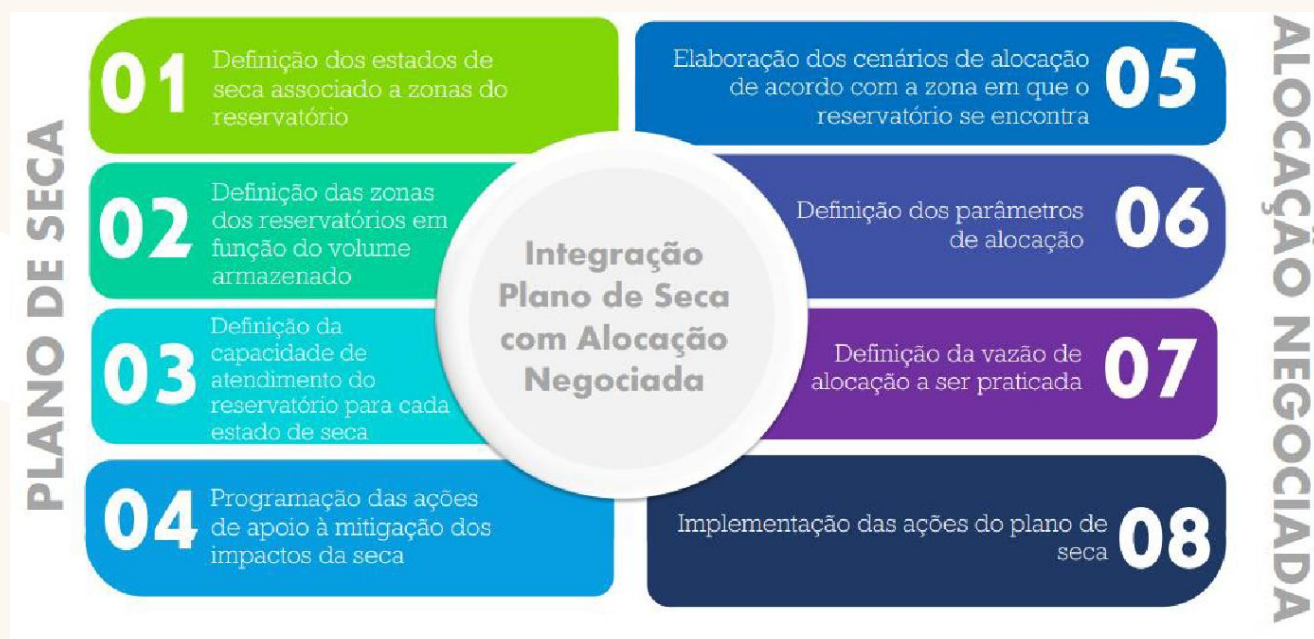 PLANO DE SECA
01
Definição dos estados de
seca associado a zonas do
reservatório
02
Definição das zonas
dos reservatórios em
função do volume
armazenado
03
Definição da
capacidade de
atendimento do
reservatório para cada
estado de seca
04
Programação das ações
de apoio à mitigação dos
impactos da seca
Integração
Plano de Seca
com Alocação
Negociada
Elaboração dos cenários de alocação
de acordo com a zona em que o
reservatório se encontra
05
Definição dos parâmetros
de alocação
06
Definição da vazão de
alocação a ser praticada
07
Implementação das ações do plano de
seca
08
ALOCAÇÃO NEGOCIADA